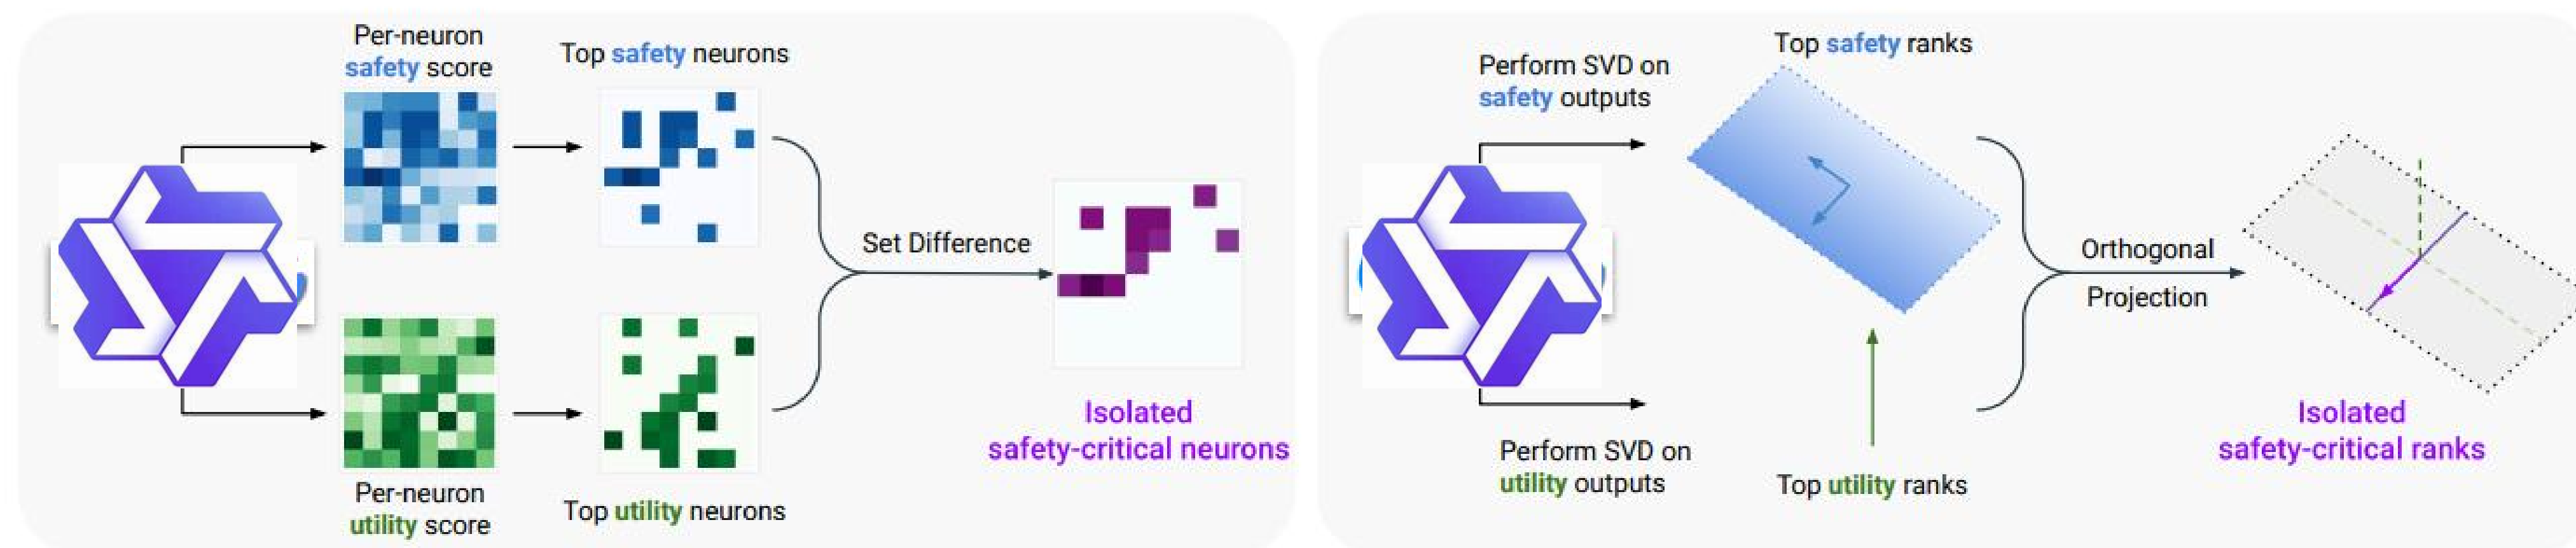 Per-neuron
safety score
Top safety neurons
Per-neuron
utility score
Top utility neurons
Set Difference
Isolated
safety-critical neurons
Perform SVD on
safety outputs
Top safety ranks
Perform SVD on
utility outputs
Top utility ranks
Orthogonal
Projection
Isolated
safety-critical ranks